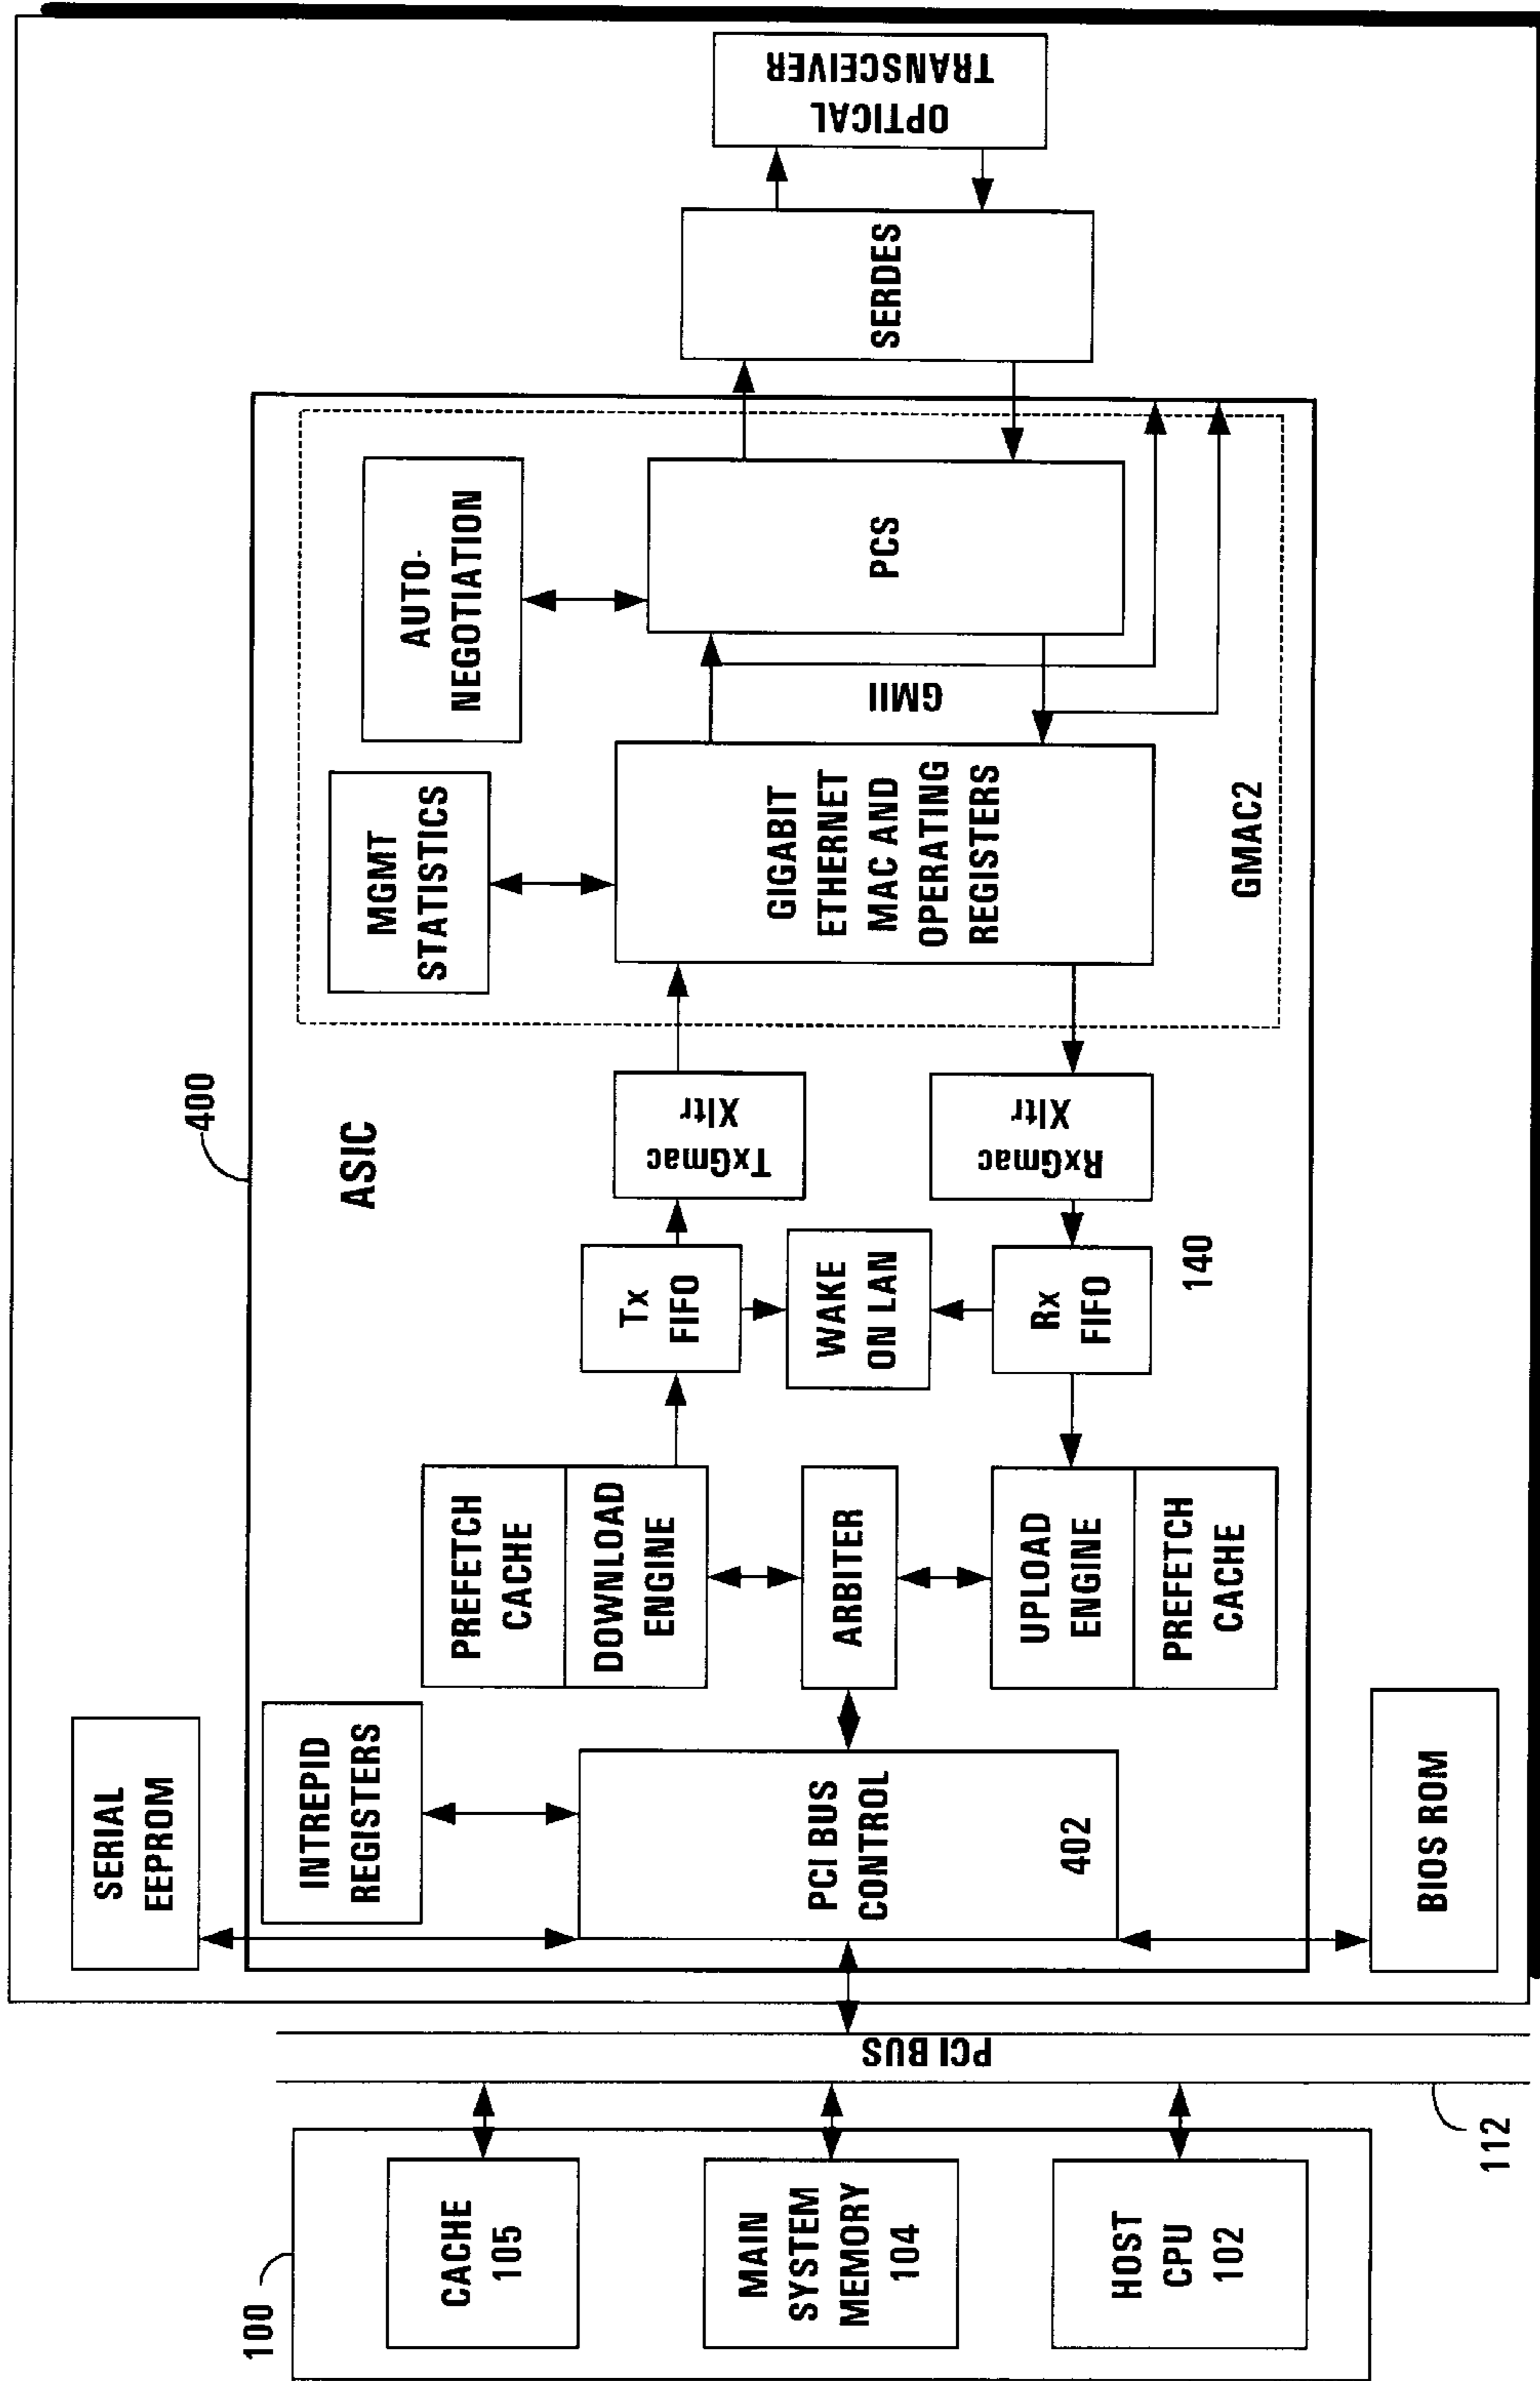 100
CACHE
105
MAIN
SYSTEM
MEMORY
104
HOST
CPU
102
PCI BUS
112
SERIAL
EEPROM
400
ASIC
INTREPID
REGISTERS
PCI BUS
CONTROL
402
BIOS ROM
PREFETCH
CACHE
DOWNLOAD
ENGINE
ARBITER
UPLOAD
ENGINE
PREFETCH
CACHE
Tx
FIFO
WAKE
ON LAN
Rx
FIFO
140
TxGmac
Xltr
RxGmac
Xltr
MGMT
STATISTICS
GIGABIT
ETHERNET
MAC AND
OPERATING
REGISTERS
GMAC2
GMII
AUTO-
NEGOTIATION
PCS
SERDES
OPTICAL
TRANSCEIVER